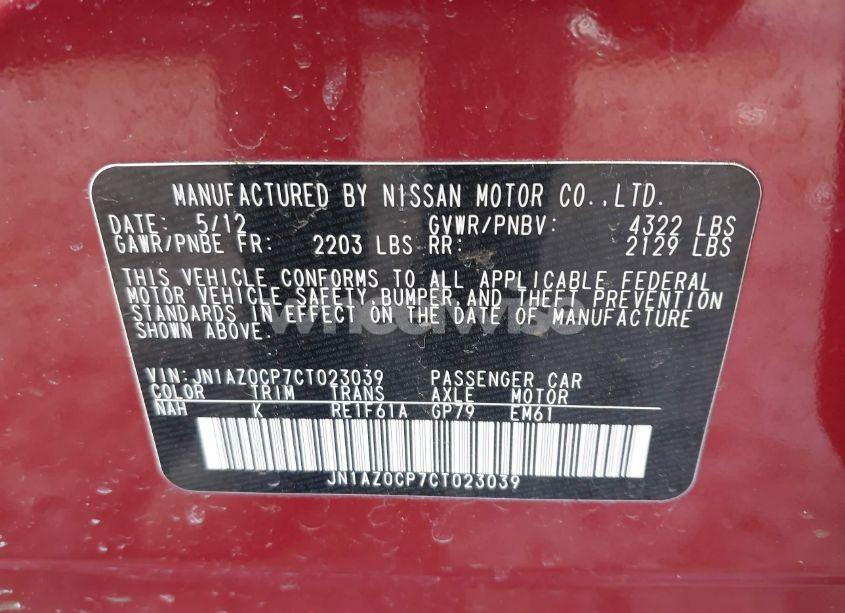 MANUFACTURED BY NISSAN MOTOR CO.,LTD.
DATE: 5/12 GVWR/PNBV: 4322 LBS
GAWR/PNBE FR: 2203 LBS RR: 2129 LBS
THIS VEHICLE CONFORMS TO ALL APPLICABLE FEDERAL
MOTOR VEHICLE SAFETY,BUMPER,AND THEFT PREVENTION
STANDARDS IN EFFECT ON THE DATE OF MANUFACTURE
SHOWN ABOVE.
wheelwise
VIN:JN1AZ0CP7CT023039 PASSENGER CAR
COLOR TRIM TRANS AXLE MOTOR
NAH K RE1F61A GP79 EM61
JN1AZ0CP7CT023039